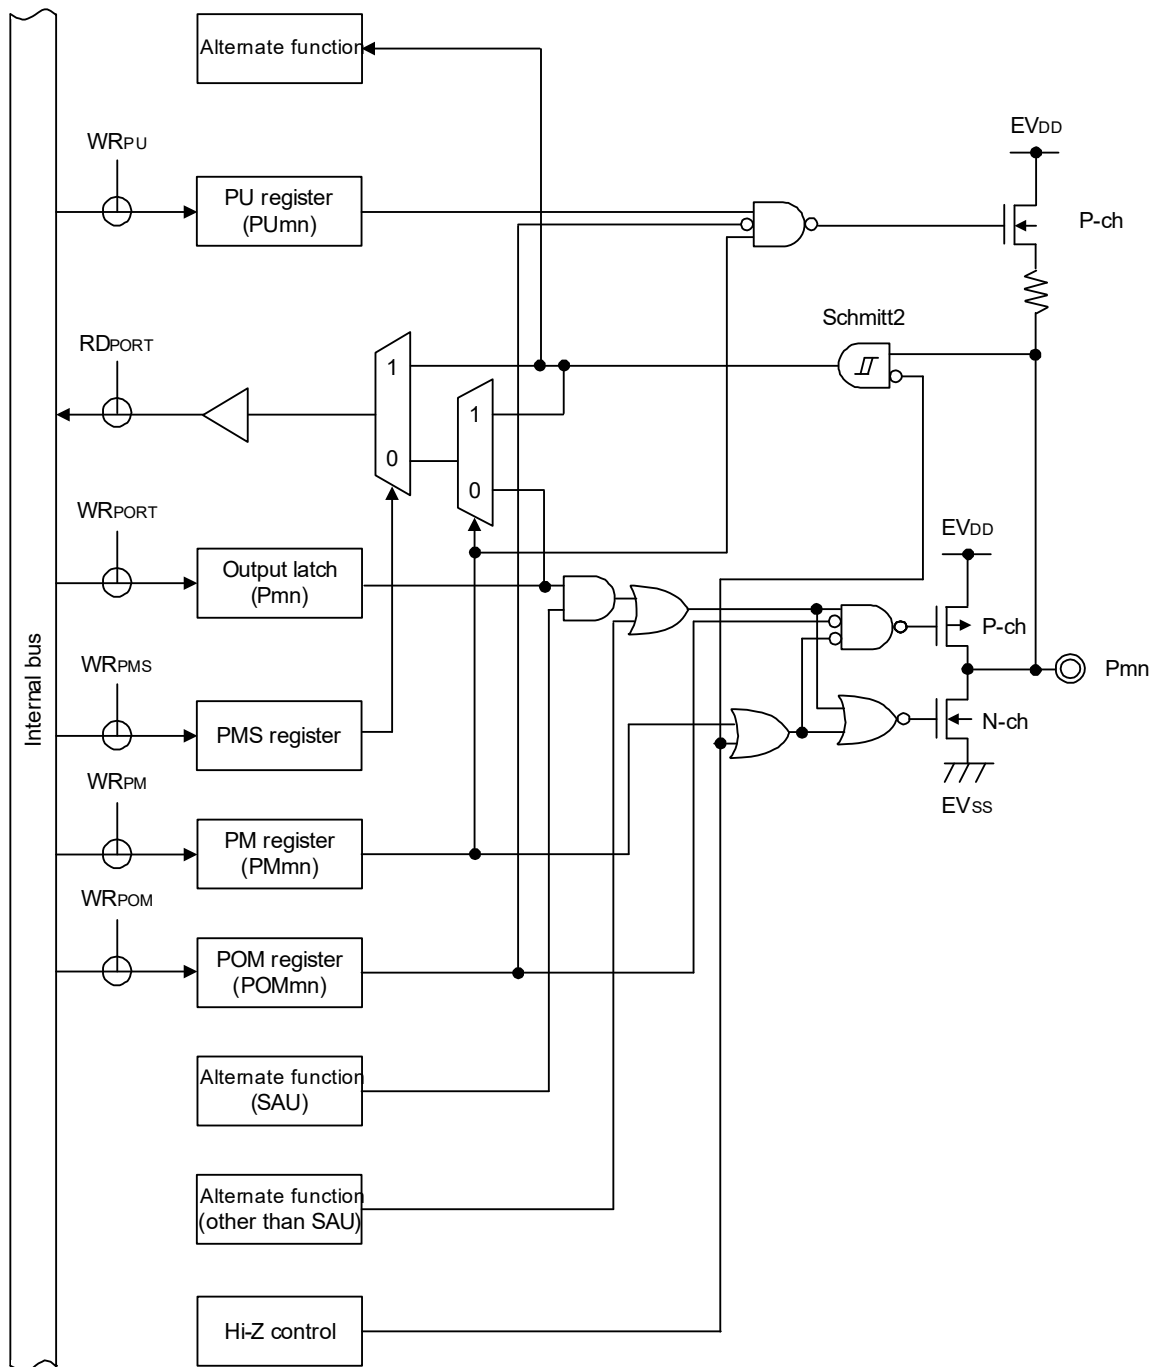 Alternate function
WRPU
EVDD
PU register
(PUmn)
P-ch
Schmitt2
RDPORT
1
1
0
0
WRPORT
EVDD
Output latch
(Pmn)
P-ch
Internal bus
WRPMS
Pmn
PMS register
N-ch
WRPM
EVSS
PM register
(PMmn)
WRPOM
POM register
(POMmn)
Alternate function
(SAU)
Alternate function
(other than SAU)
Hi-Z control